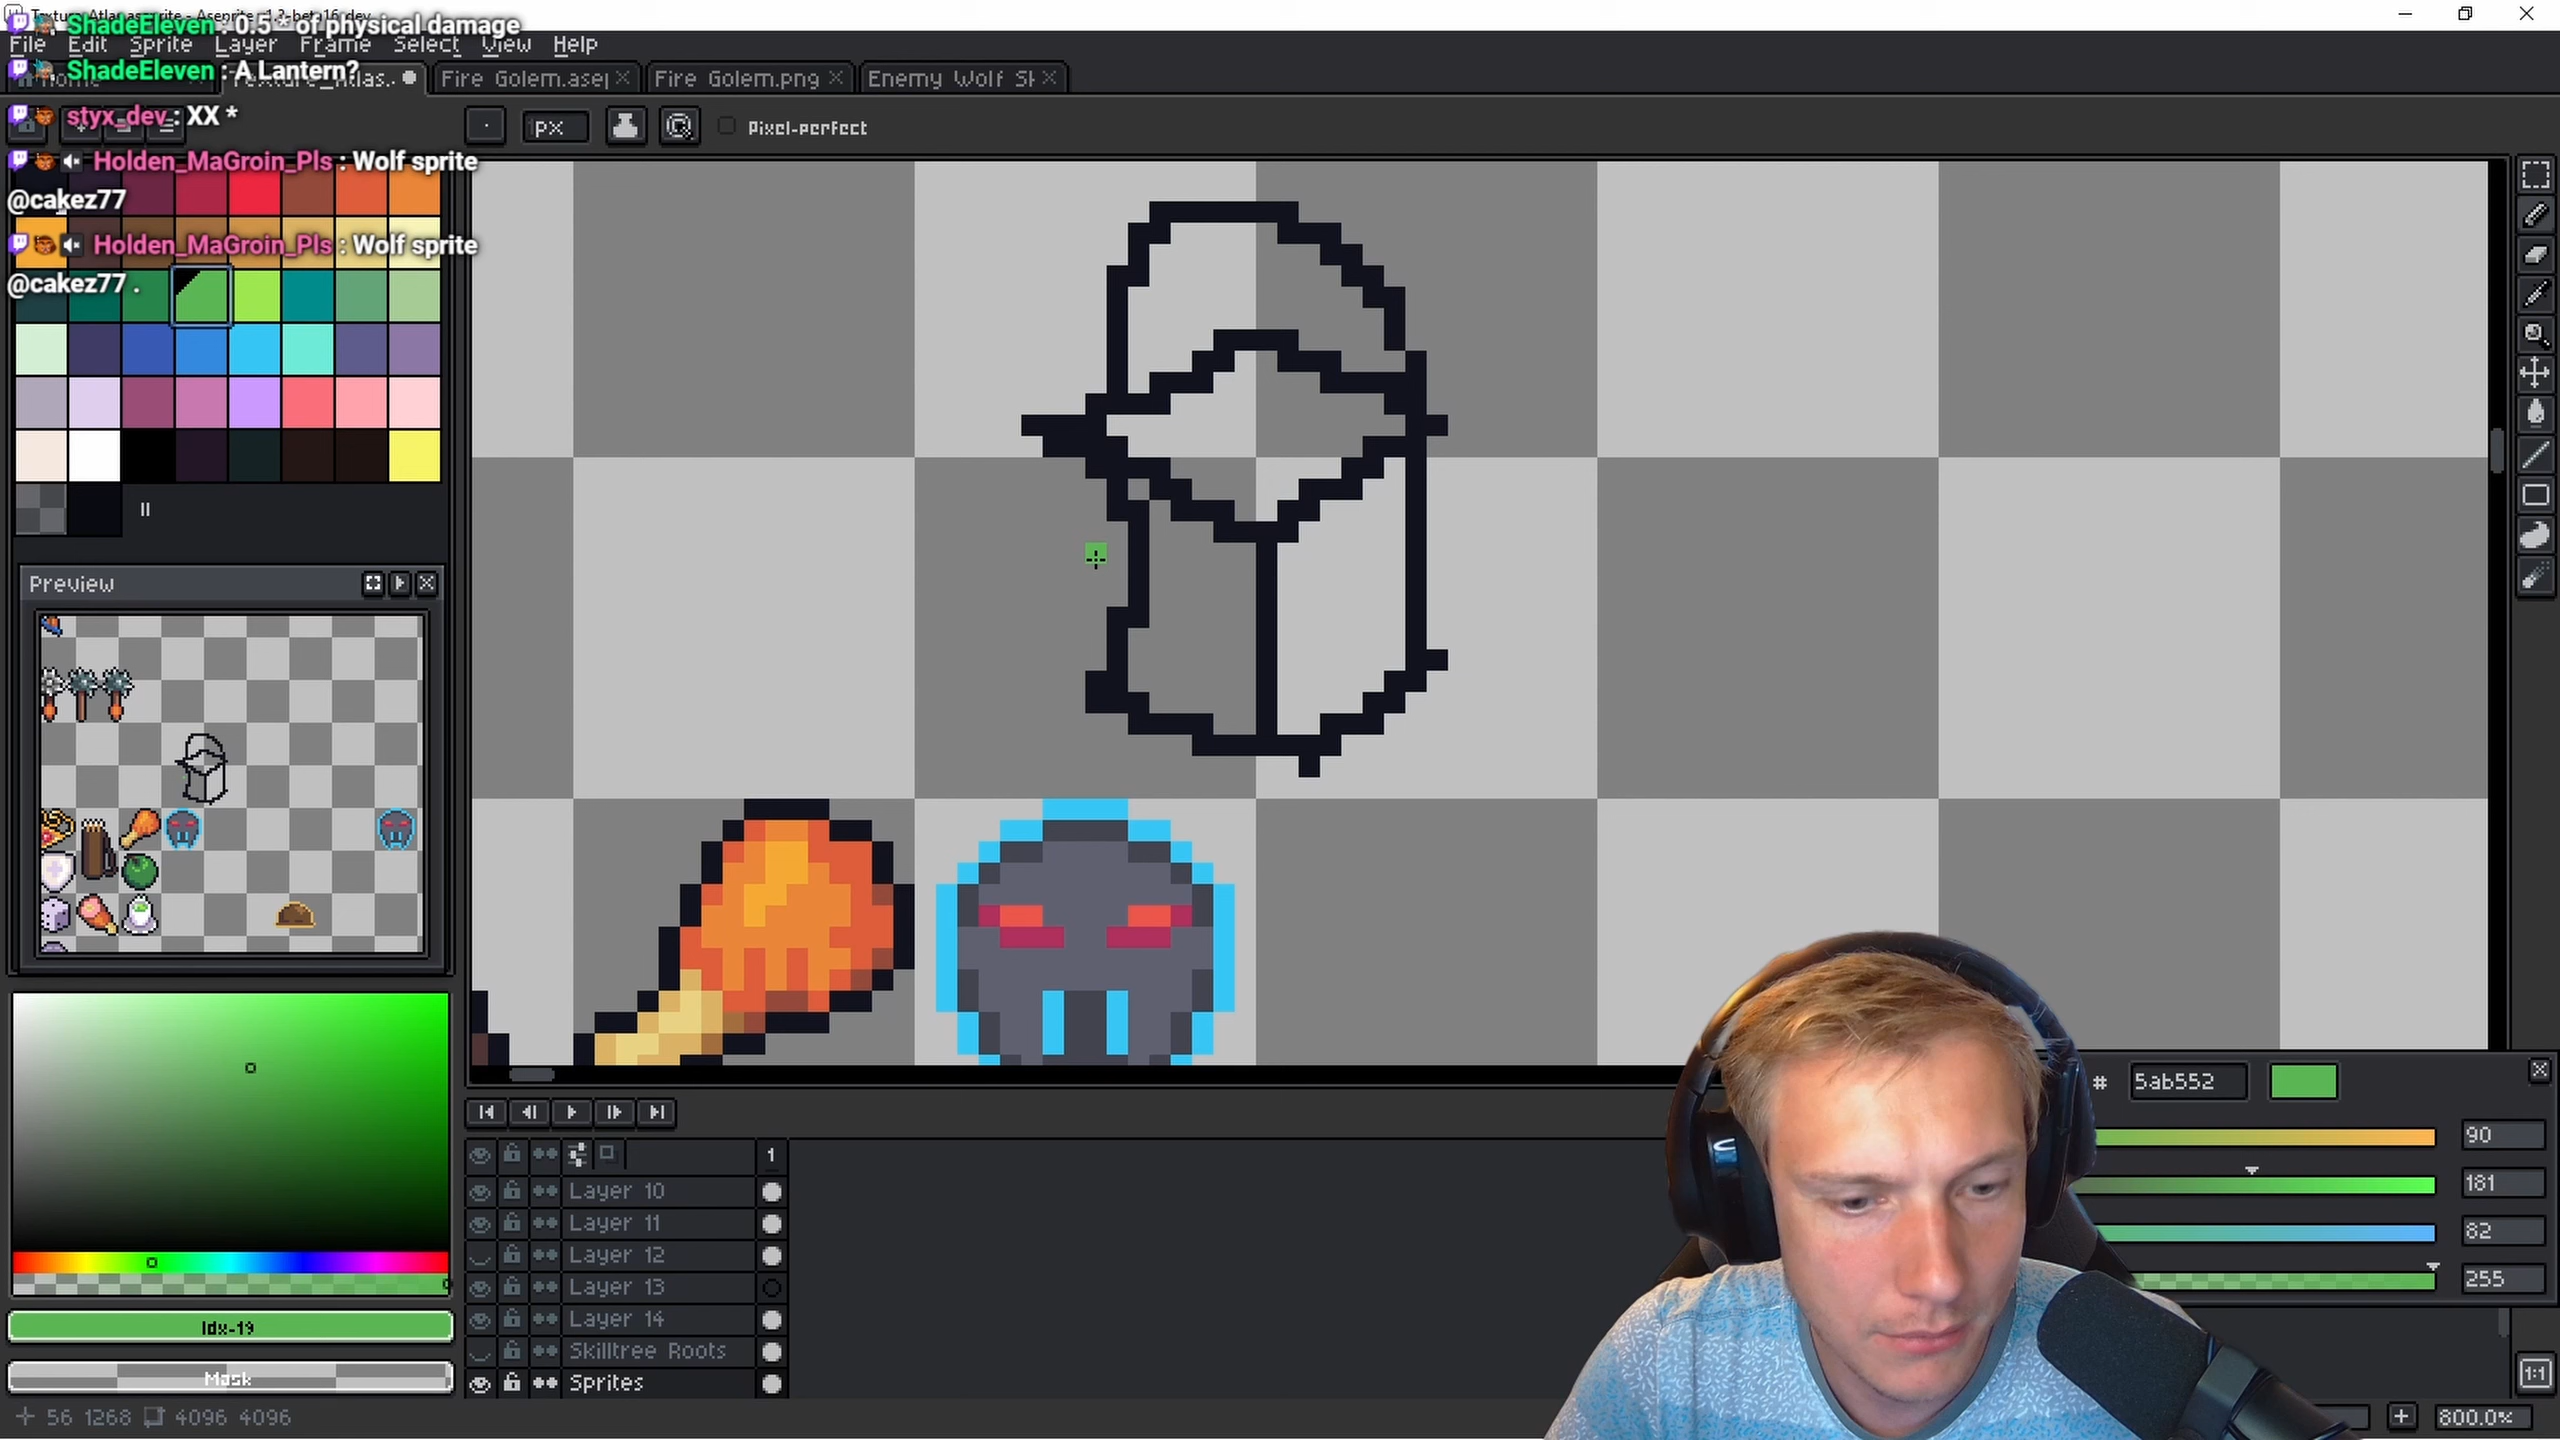 ShadeEleven : 0.5 * of physical damage
File Edit Sprite Layer Frame Select View Help
ShadeEleven : A Lantern?
Fire Golem.asep Fire Golem.png Enemy Wolf Sh
styx_dev : XX *
px Pixel-perfect
Holden_MaGroin_Pls : Wolf sprite
@cakez77
Holden_MaGroin_Pls : Wolf sprite
@cakez77 .
Preview
# 5ab552
90
1
181
Layer 10
Layer 11
82
Layer 12
255
Layer 13
Idx-19
Layer 14
Skilltree Roots
Mask
Sprites
1:1
56 1268 4096 4096
800.0%